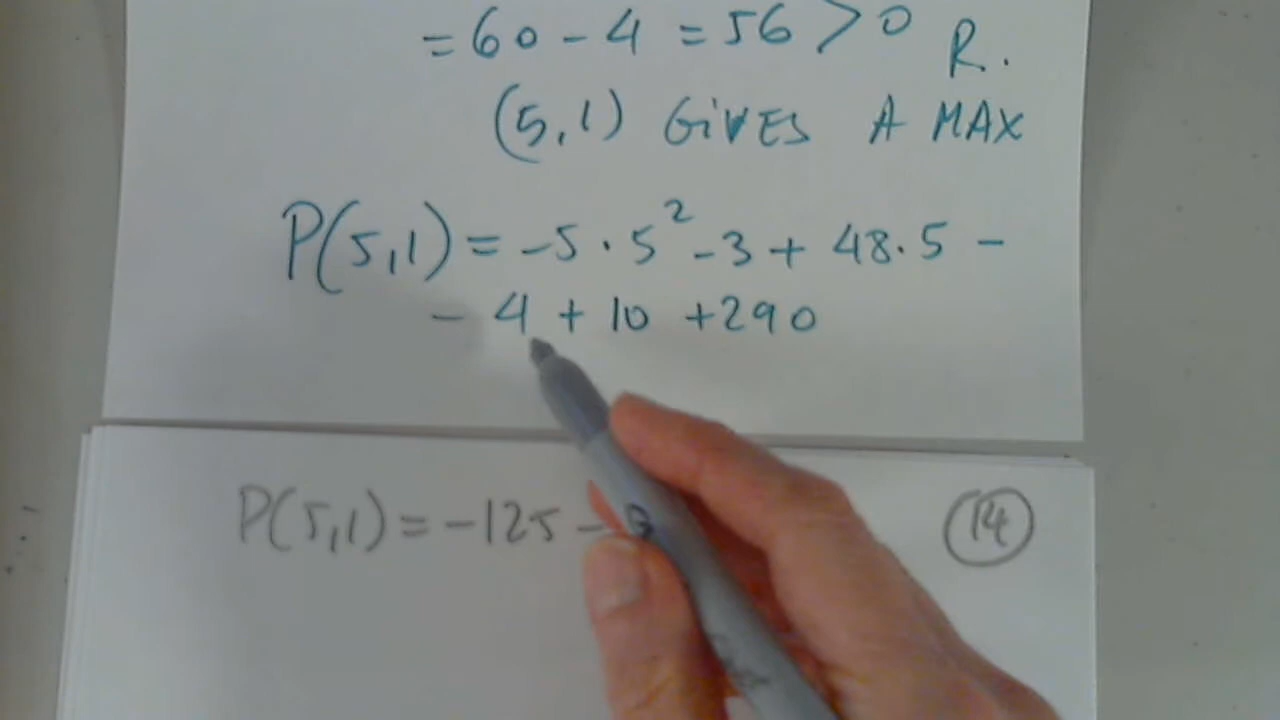 = 60 - 4 = 56 > 0 R.
(5,1) GIVES A MAX
P(5,1) = -5 · 5² - 3 + 48 · 5 -
- 4 + 10 + 290
P(5,1) = -125 - 3
14